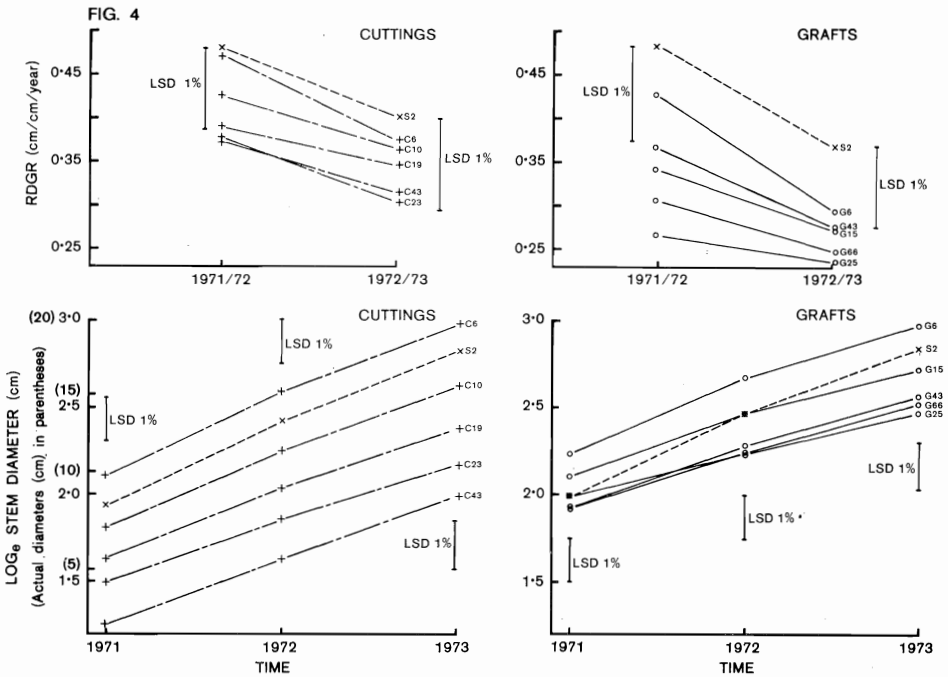 FIG. 4
CUTTINGS
RDGR (cm/cm/year)
0·45
0·35
0·25
LSD 1%
S2
C6
C10
C19
C43
C23
LSD 1%
1971/72
1972/73
GRAFTS
0·45
0·35
0·25
LSD 1%
S2
LSD 1%
G6
G43
G15
G66
G25
1971/72
1972/73
CUTTINGS
LOGe STEM DIAMETER (cm)
(Actual diameters (cm) in parentheses)
(20) 3·0
(15)
2·5
(10)
2·0
(5)
1·5
LSD 1%
LSD 1%
C6
S2
C10
C19
C23
C43
LSD 1%
1971
1972
1973
TIME
GRAFTS
3·0
2·5
2·0
1·5
G6
S2
G15
G43
G66
G25
LSD 1%
LSD 1%
LSD 1%
1971
1972
1973
TIME